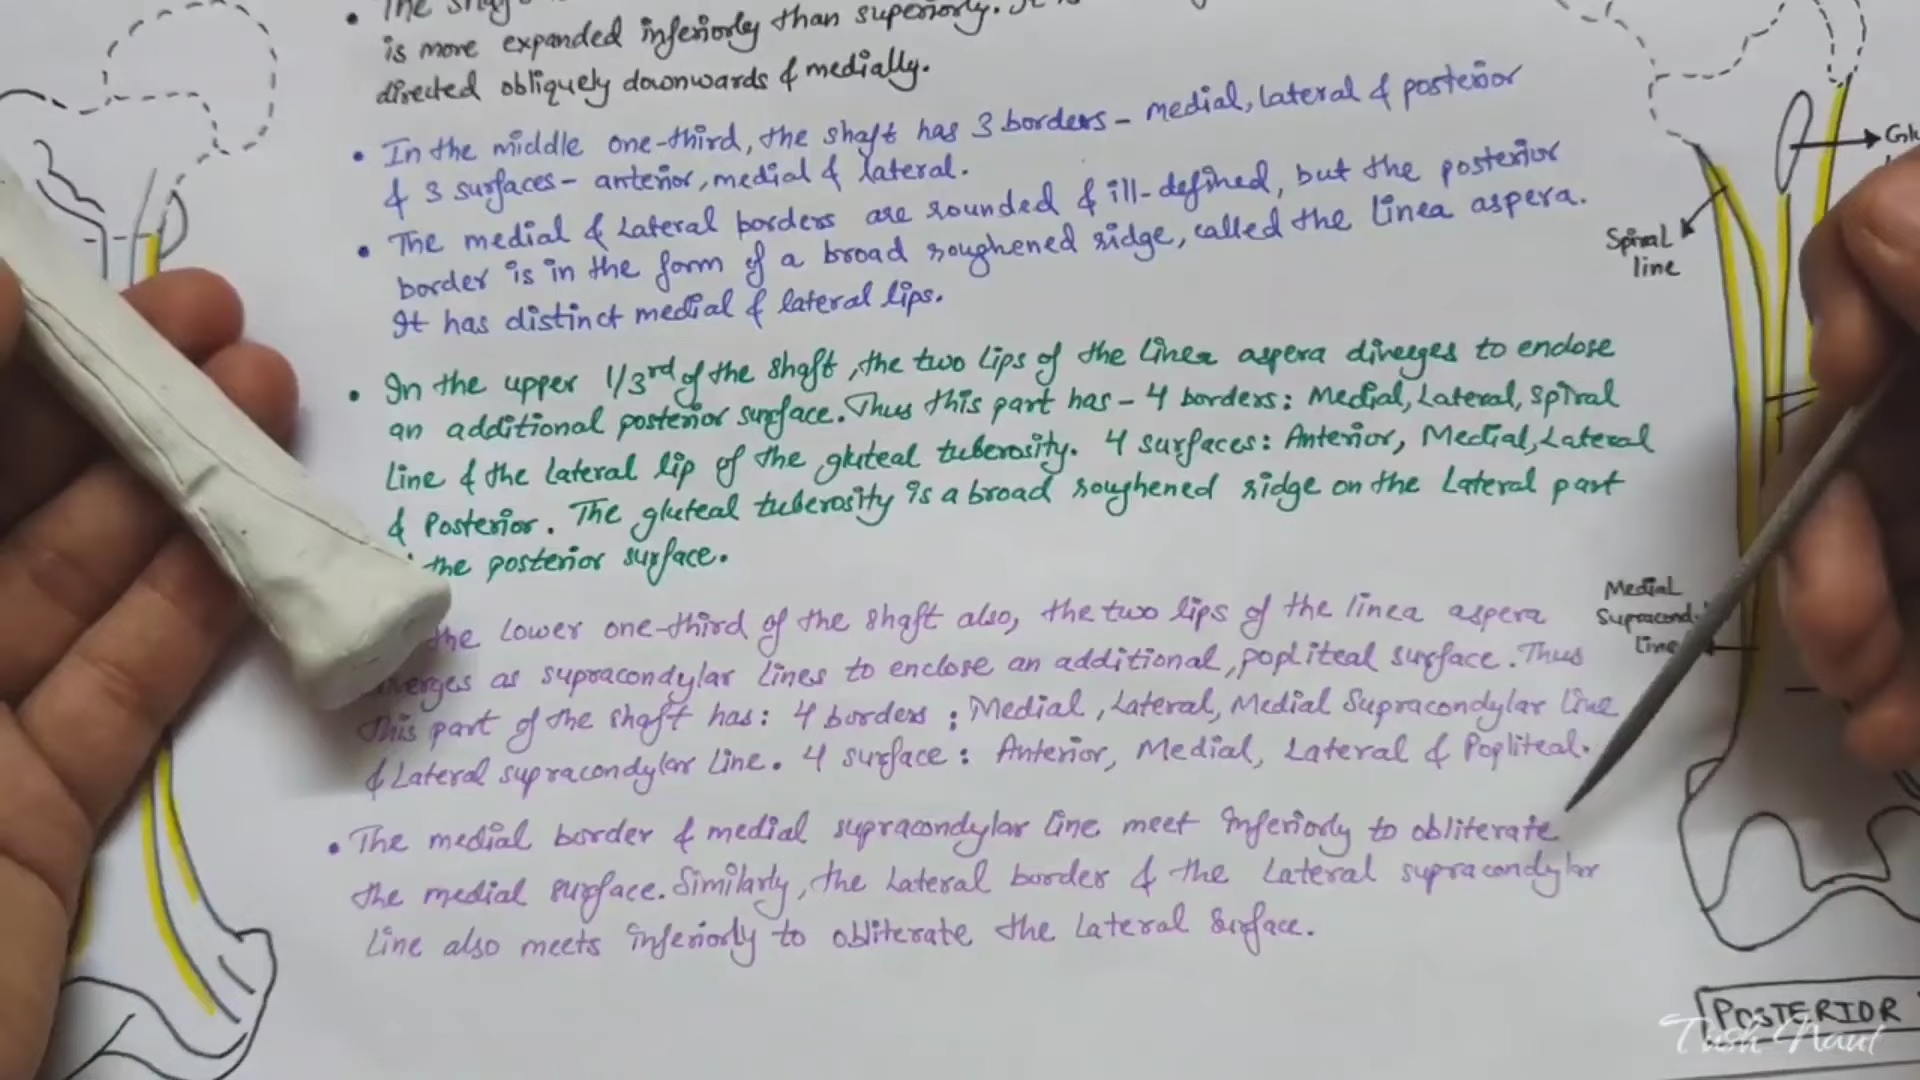 • The
is more expanded inferiorly than superiorly. It is
directed obliquely downwards & medially.
• In the middle one-third, the shaft has 3 borders - medial, lateral & posterior
& 3 surfaces - anterior, medial & lateral.
• The medial & Lateral borders are rounded & ill-defined, but the posterior
border is in the form of a broad roughened ridge, called the linea aspera.
It has distinct medial & lateral lips.
• In the upper 1/3rd of the shaft, the two lips of the linea aspera diverges to enclose
an additional posterior surface. Thus this part has - 4 borders: Medial, Lateral, Spiral
Line & the lateral lip of the gluteal tuberosity. 4 surfaces: Anterior, Medial, Lateral
& Posterior. The gluteal tuberosity is a broad roughened ridge on the Lateral part
the posterior surface.
the lower one-third of the shaft also, the two lips of the linea aspera
as supracondylar lines to enclose an additional, popliteal surface. Thus
this part of the shaft has: 4 borders: Medial, Lateral, Medial Supracondylar line
& Lateral supracondylar line. 4 surface: Anterior, Medial, Lateral & Popliteal.
• The medial border & medial supracondylar line meet inferiorly to obliterate
the medial surface. Similarly, the lateral border & the Lateral supracondylar
Line also meets inferiorly to obliterate the Lateral surface.
Spiral
line
Medial
Supracond.
line
POSTERIOR